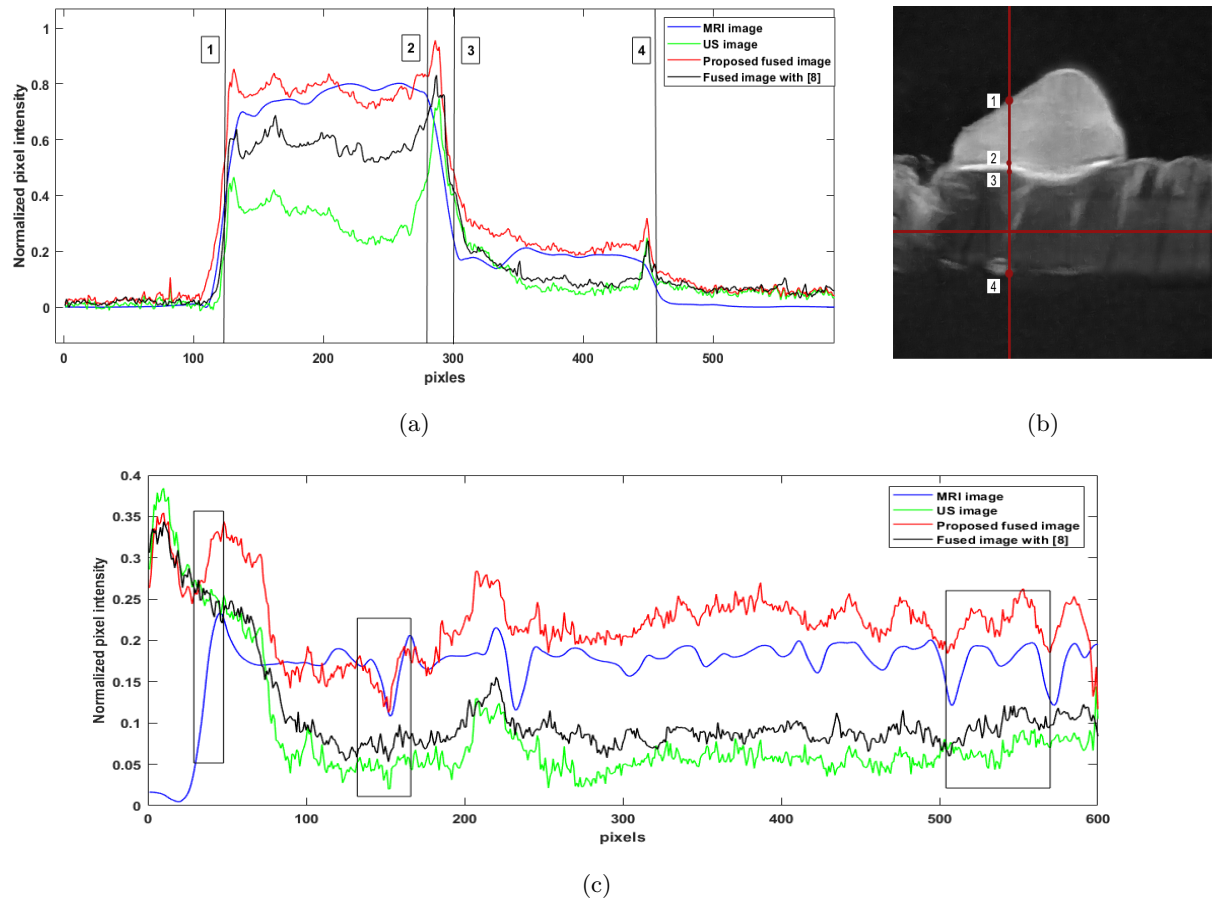 1
0.8
0.6
0.4
0.2
0
Normalized pixel intensity
0 100 200 300 400 500
pixles
1 2 3 4
MRI image
US image
Proposed fused image
Fused image with [8]
(a)
1
2
3
4
(b)
0.4
0.35
0.3
0.25
0.2
0.15
0.1
0.05
0
Normalized pixel intensity
0 100 200 300 400 500 600
pixels
MRI image
US image
Proposed fused image
Fused image with [8]
(c)